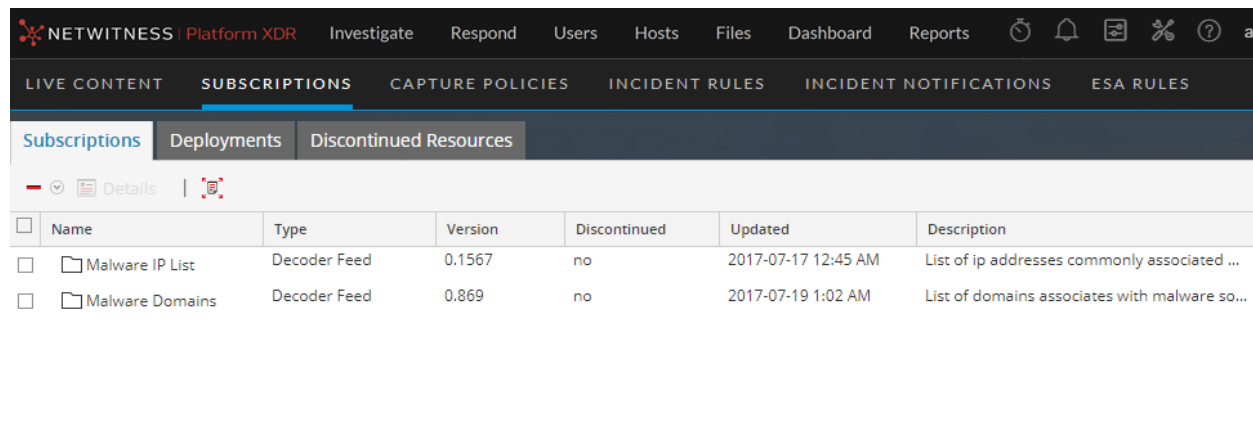 NETWITNESS Platform XDR Investigate Respond Users Hosts Files Dashboard Reports ? a
LIVE CONTENT SUBSCRIPTIONS CAPTURE POLICIES INCIDENT RULES INCIDENT NOTIFICATIONS ESA RULES
Subscriptions Deployments Discontinued Resources
Details
Name Type Version Discontinued Updated Description
Malware IP List Decoder Feed 0.1567 no 2017-07-17 12:45 AM List of ip addresses commonly associated ...
Malware Domains Decoder Feed 0.869 no 2017-07-19 1:02 AM List of domains associates with malware so...